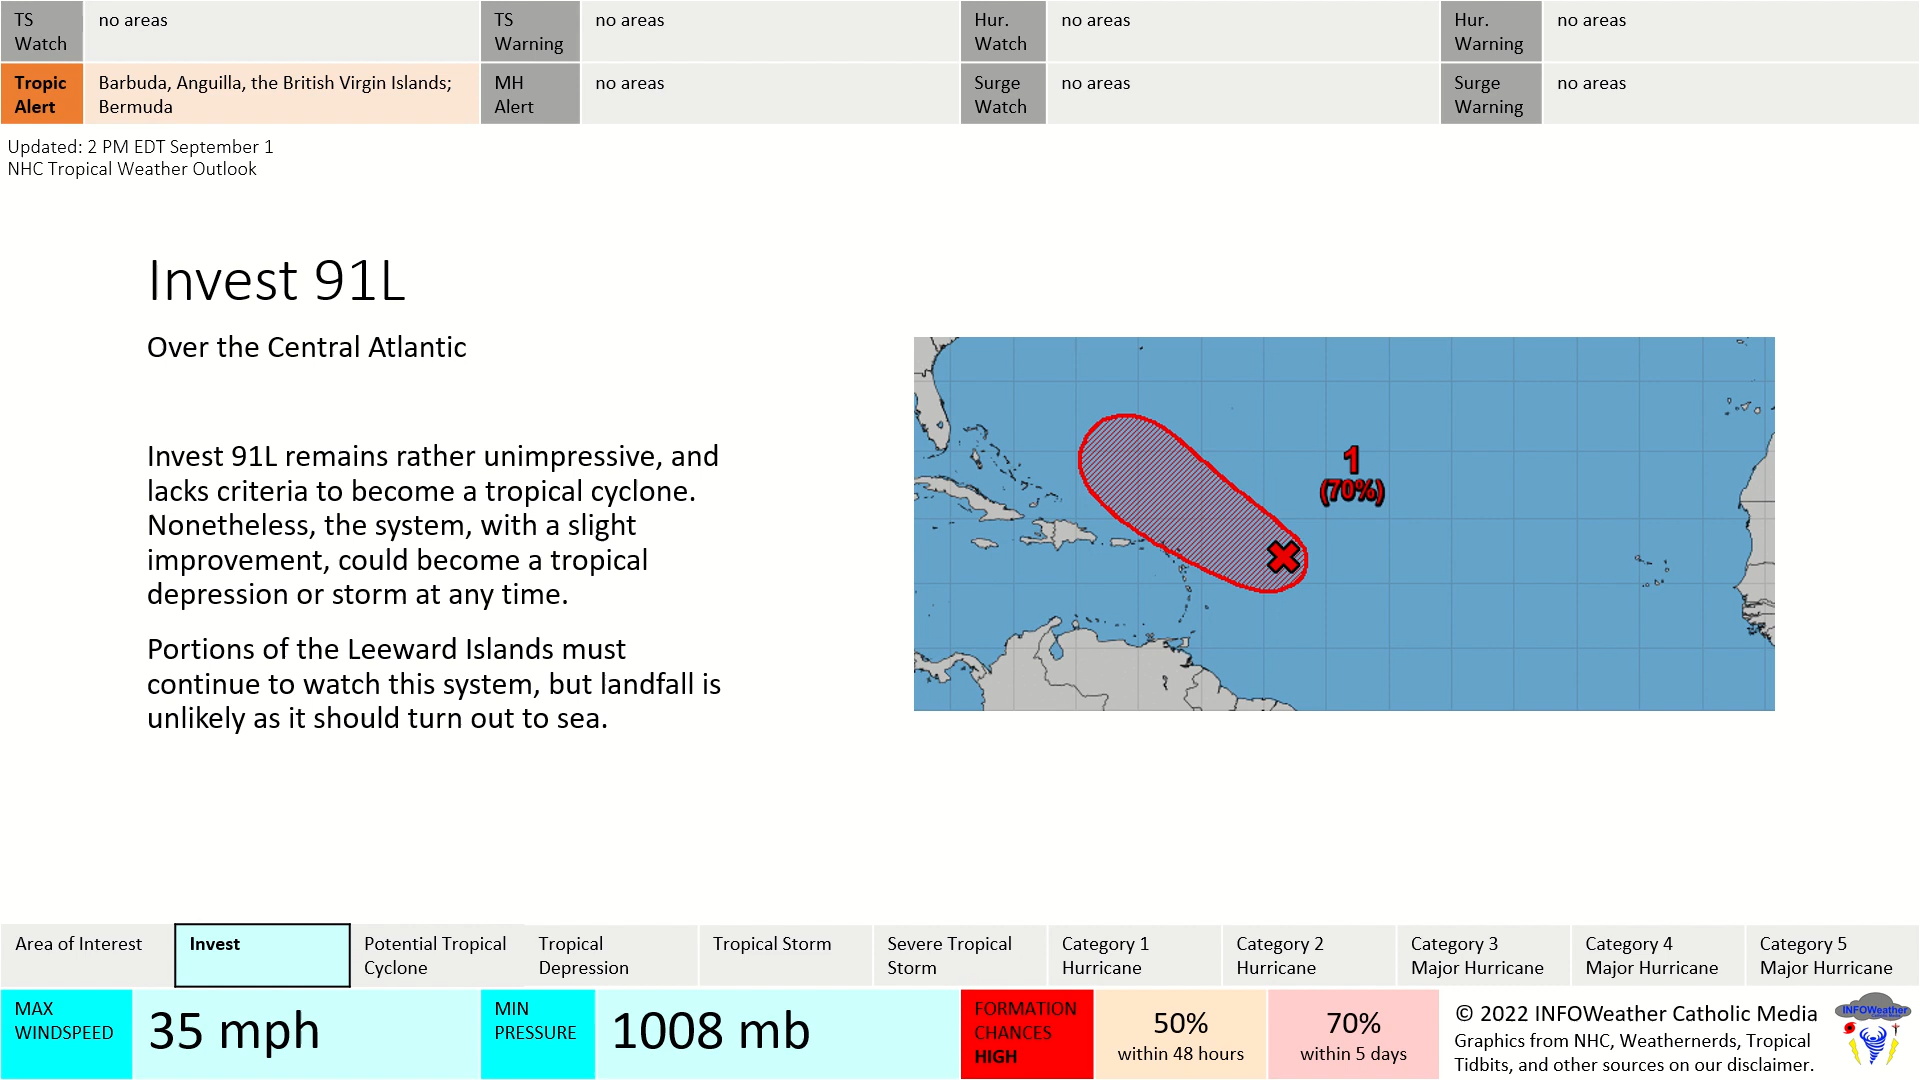 TS
Watch
no areas
TS
Warning
no areas
Hur.
Watch
no areas
Hur.
Warning
no areas
Tropic
Alert
Barbuda, Anguilla, the British Virgin Islands;
Bermuda
MH
Alert
no areas
Surge
Watch
no areas
Surge
Warning
no areas
Updated: 2 PM EDT September 1
NHC Tropical Weather Outlook
Invest 91L
Over the Central Atlantic
Invest 91L remains rather unimpressive, and
lacks criteria to become a tropical cyclone.
Nonetheless, the system, with a slight
improvement, could become a tropical
depression or storm at any time.
Portions of the Leeward Islands must
continue to watch this system, but landfall is
unlikely as it should turn out to sea.
1
(70%)
Area of Interest
Invest
Potential Tropical
Cyclone
Tropical
Depression
Tropical Storm
Severe Tropical
Storm
Category 1
Hurricane
Category 2
Hurricane
Category 3
Major Hurricane
Category 4
Major Hurricane
Category 5
Major Hurricane
MAX
WINDSPEED
35 mph
MIN
PRESSURE
1008 mb
FORMATION
CHANCES
HIGH
50%
within 48 hours
70%
within 5 days
© 2022 INFOWeather Catholic Media
Graphics from NHC, Weathernerds, Tropical
Tidbits, and other sources on our disclaimer.
INFOWeather